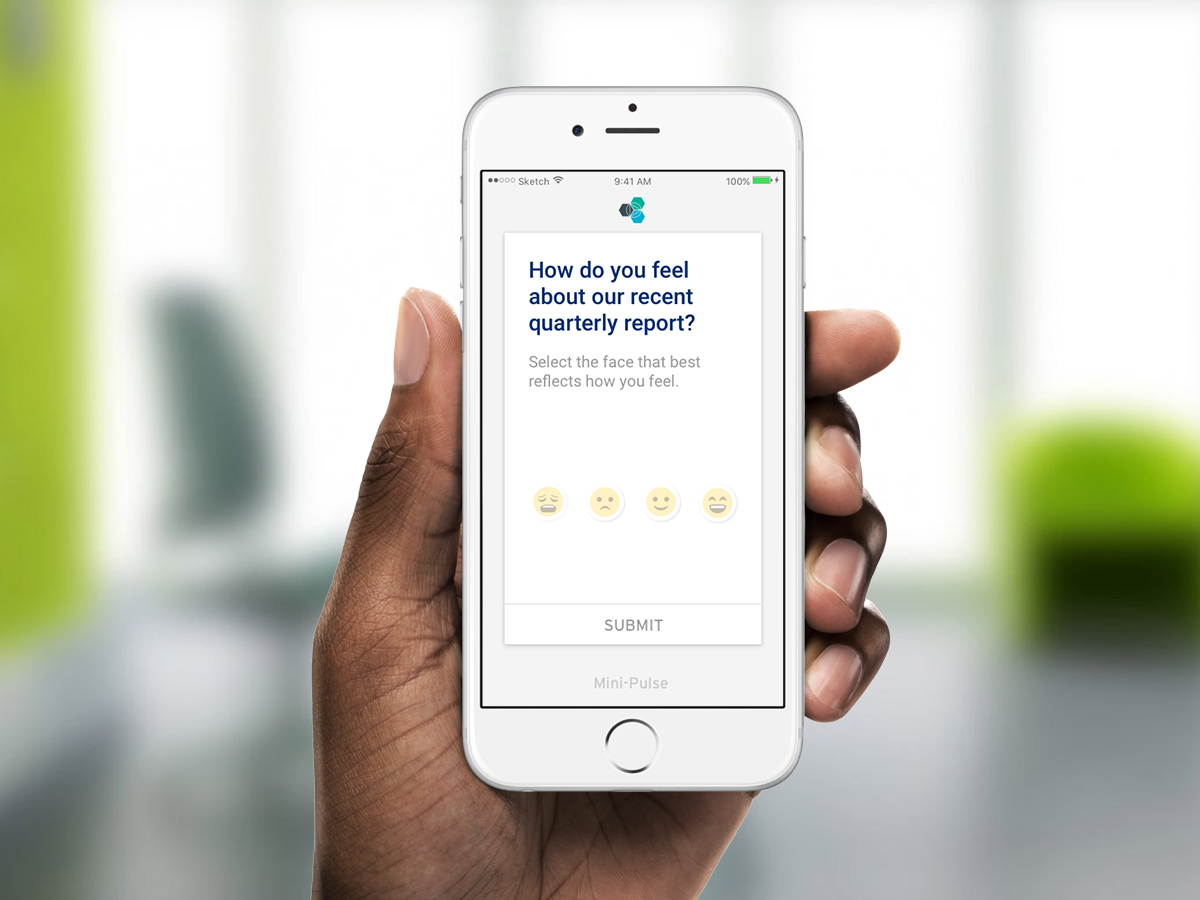 Sketch 9:41 AM 100%
How do you feel
about our recent
quarterly report?
Select the face that best
reflects how you feel.
SUBMIT
Mini-Pulse